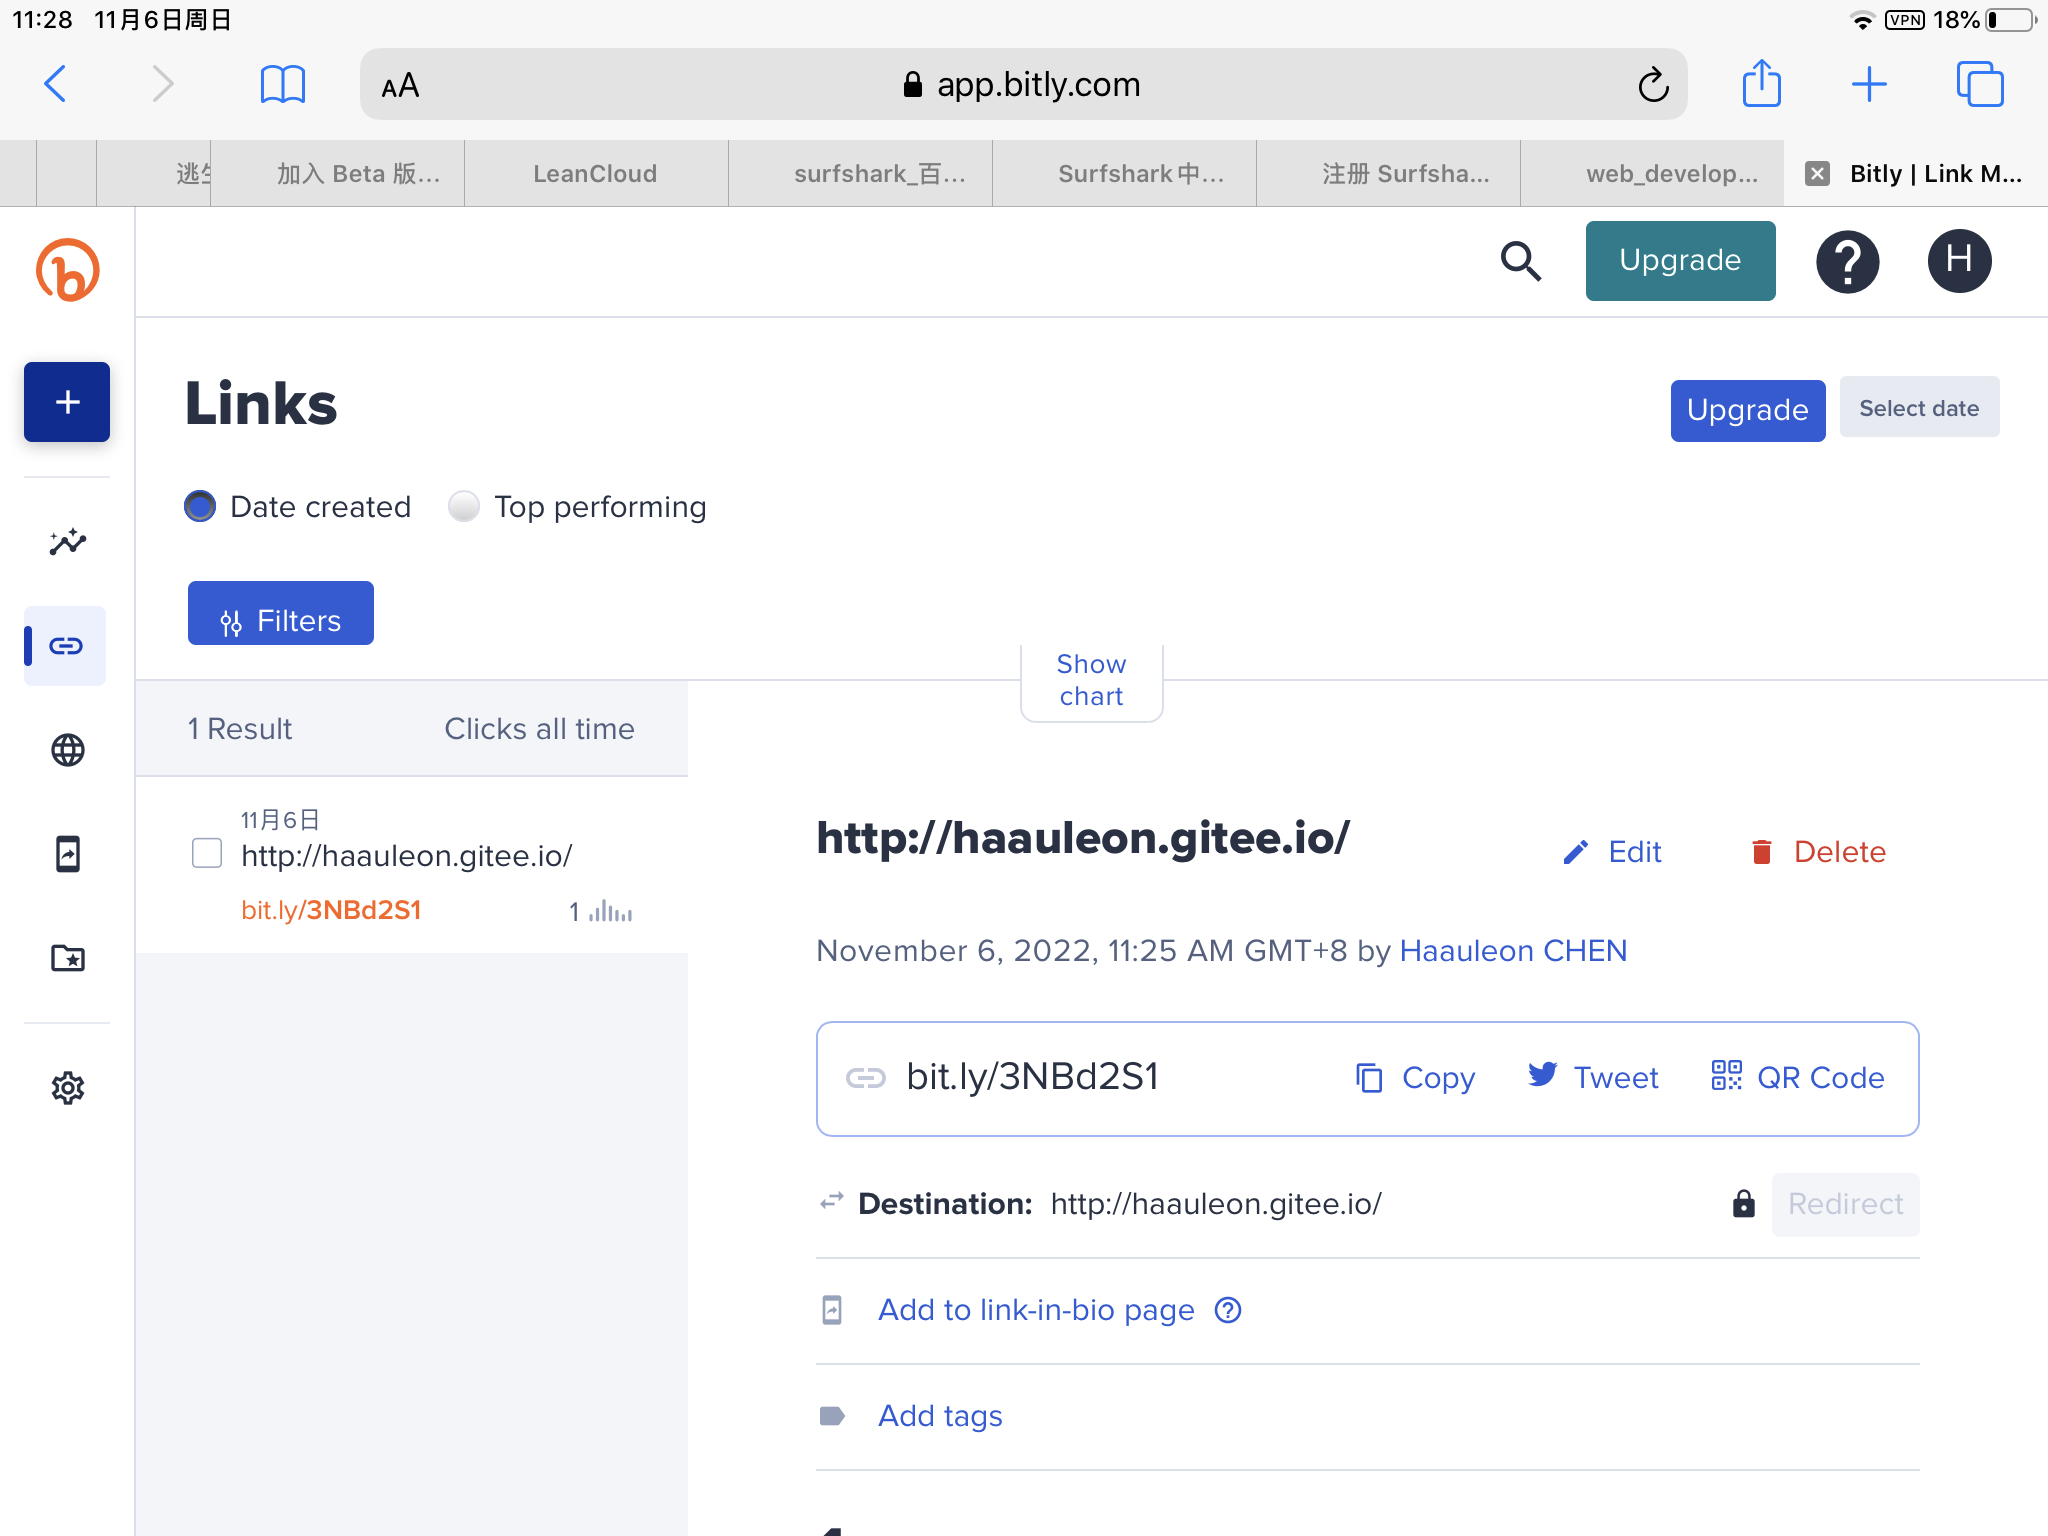 11:28 11月6日周日
VPN 18%
AA app.bitly.com
加入 Beta 版... LeanCloud surfshark_百... Surfshark中... 注册 Surfsha... web_develop... Bitly | Link M...
b
Upgrade ? H
+
Links
Upgrade Select date
Date created Top performing
Filters
Show
chart
1 Result Clicks all time
11月6日
http://haauleon.gitee.io/
bit.ly/3NBd2S1 1
http://haauleon.gitee.io/ Edit Delete
November 6, 2022, 11:25 AM GMT+8 by Haauleon CHEN
bit.ly/3NBd2S1 Copy Tweet QR Code
Destination: http://haauleon.gitee.io/ Redirect
Add to link-in-bio page ?
Add tags